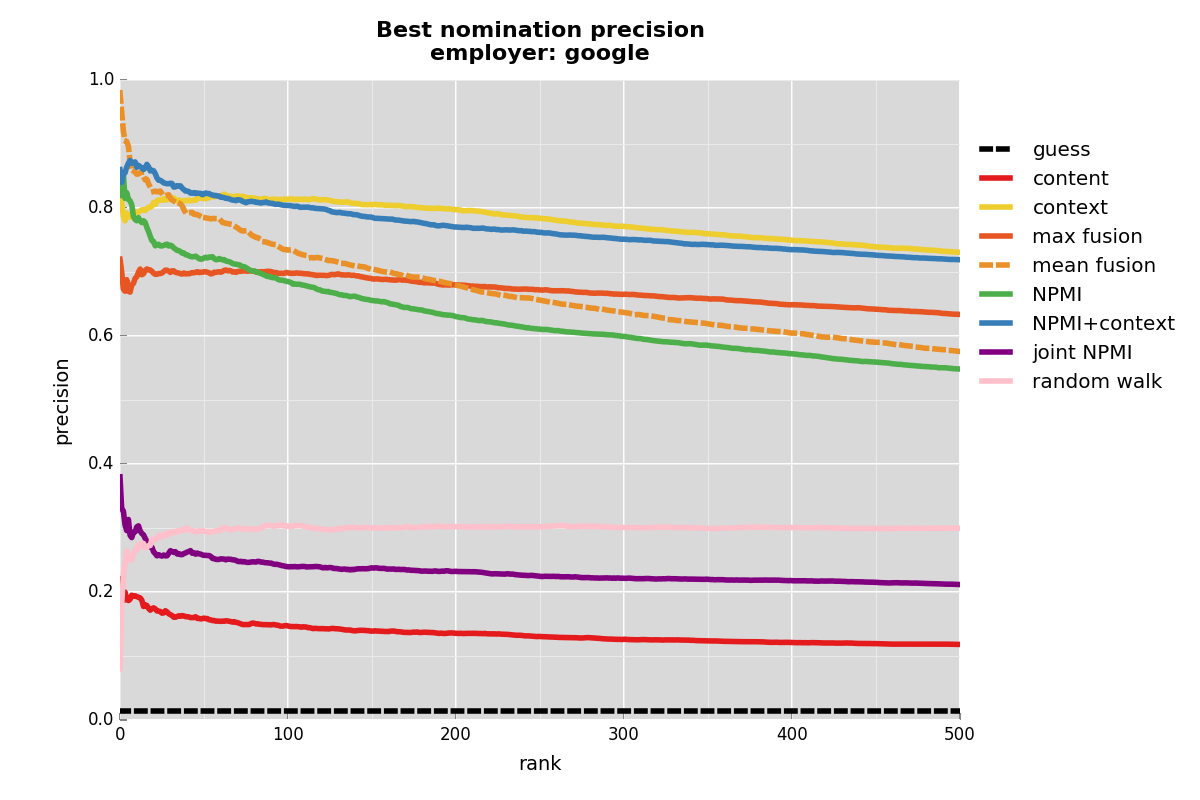 Best nomination precision
employer: google
precision
1.0
0.8
0.6
0.4
0.2
0.0
0 100 200 300 400 500
rank
guess
content
context
max fusion
mean fusion
NPMI
NPMI+context
joint NPMI
random walk